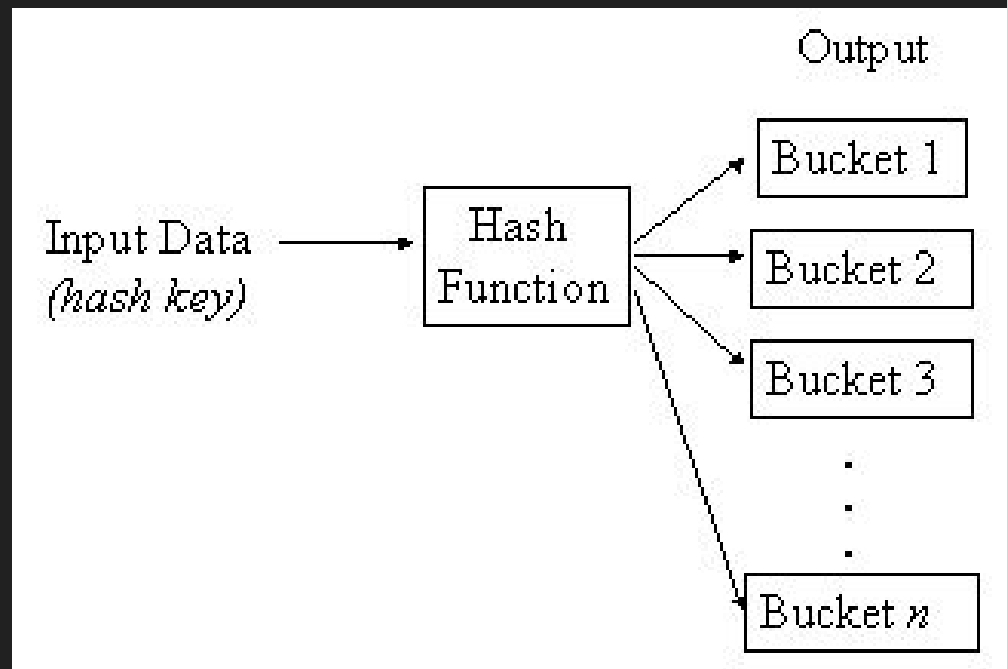 Output
Input Data
(hash key)
Hash
Function
Bucket 1
Bucket 2
Bucket 3
Bucket n